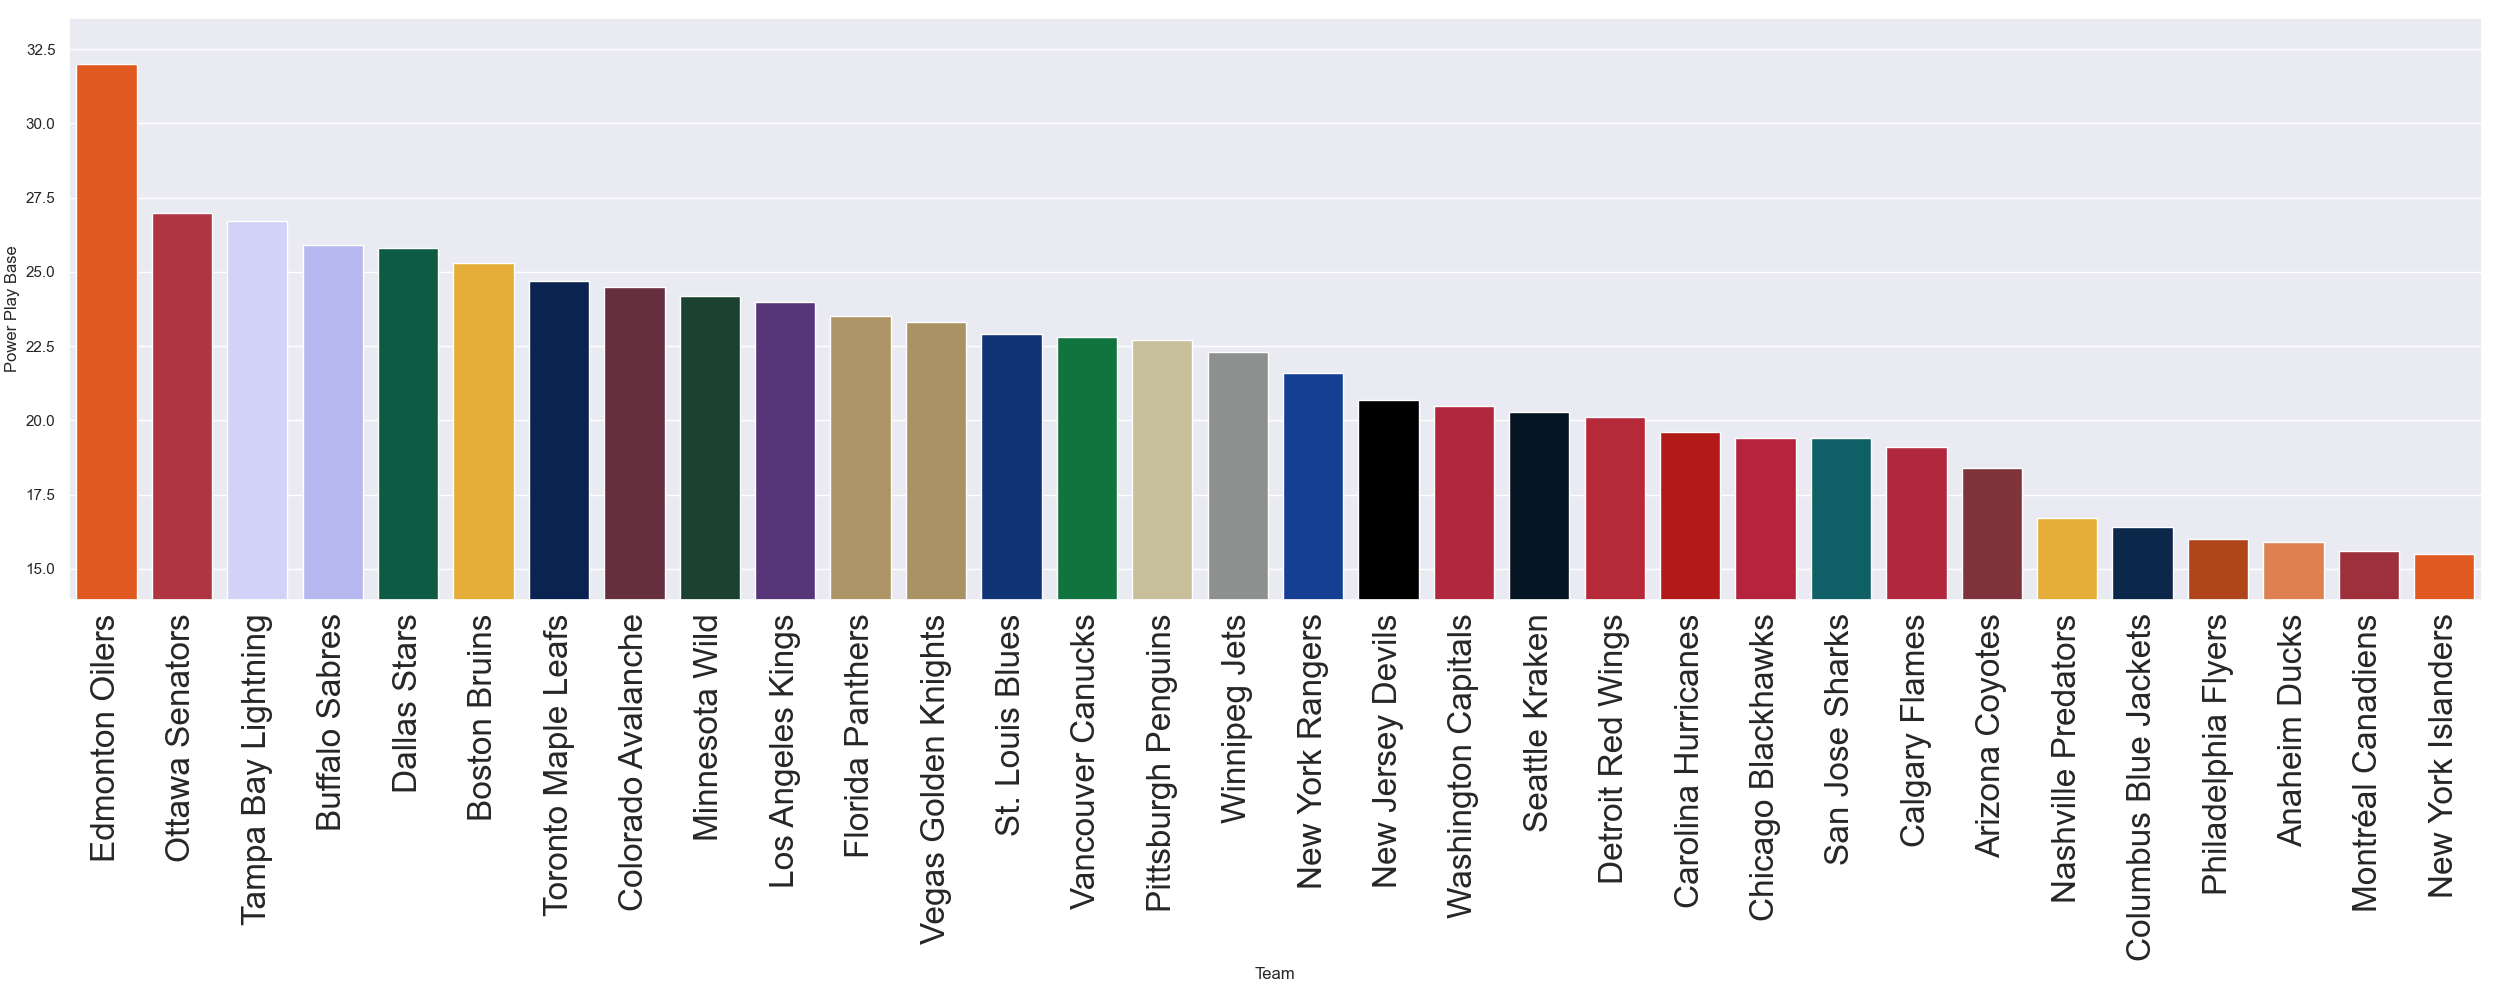 32.5
30.0
27.5
25.0
22.5
20.0
17.5
15.0
Power Play Base
Edmonton Oilers
Ottawa Senators
Tampa Bay Lightning
Buffalo Sabres
Dallas Stars
Boston Bruins
Toronto Maple Leafs
Colorado Avalanche
Minnesota Wild
Los Angeles Kings
Florida Panthers
Vegas Golden Knights
St. Louis Blues
Vancouver Canucks
Pittsburgh Penguins
Winnipeg Jets
New York Rangers
New Jersey Devils
Washington Capitals
Seattle Kraken
Detroit Red Wings
Carolina Hurricanes
Chicago Blackhawks
San Jose Sharks
Calgary Flames
Arizona Coyotes
Nashville Predators
Columbus Blue Jackets
Philadelphia Flyers
Anaheim Ducks
Montréal Canadiens
New York Islanders
Team